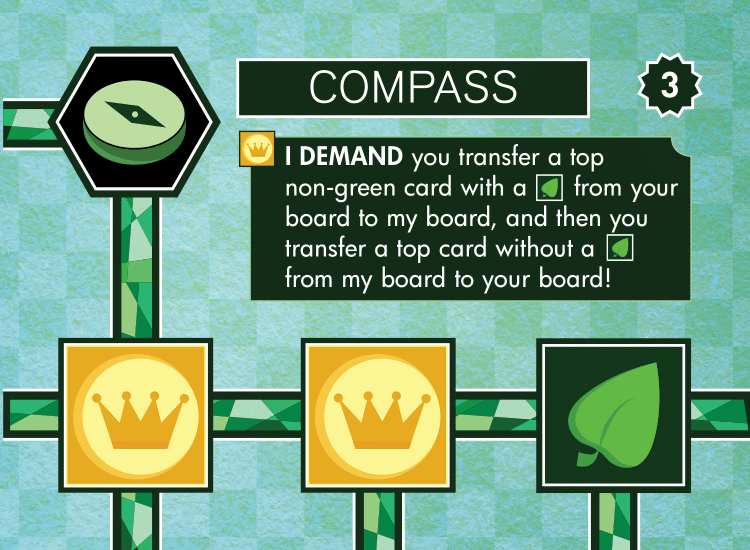 COMPASS
3
I DEMAND you transfer a top
non-green card with a from your
board to my board, and then you
transfer a top card without a
from my board to your board!